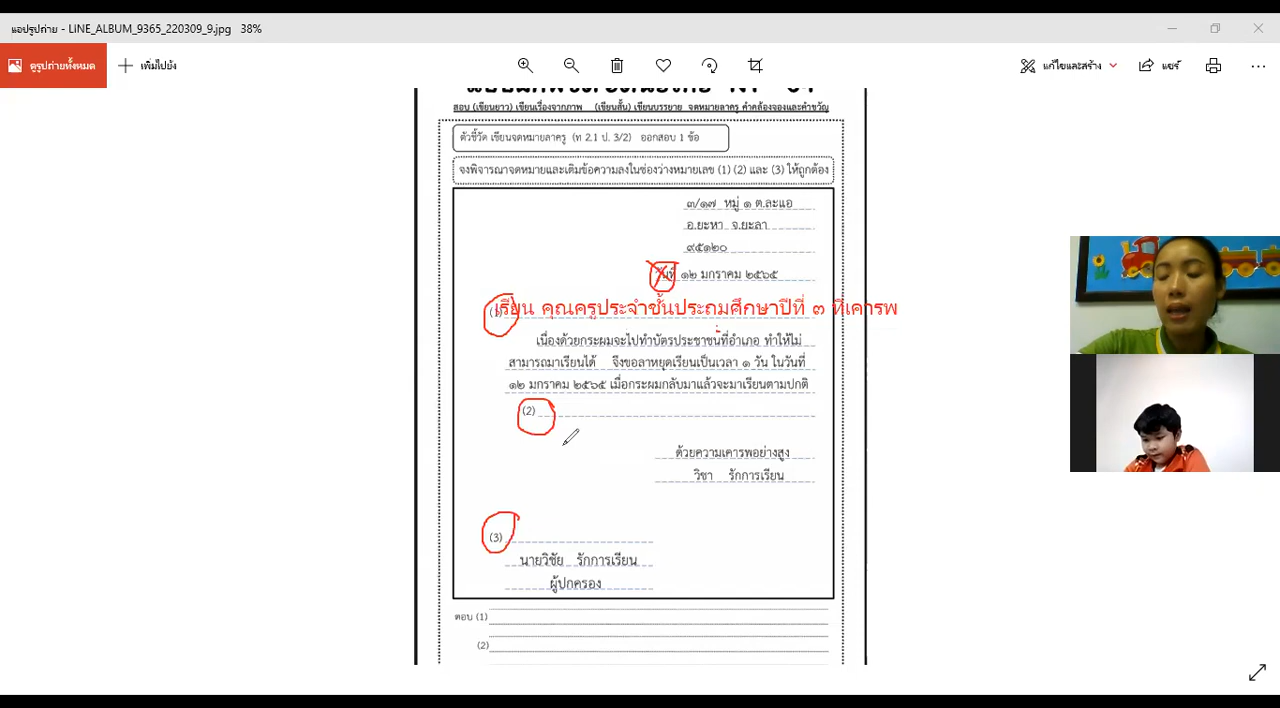 แอปรูปถ่าย - LINE_ALBUM_9365_220309_9.jpg 38%
ดูรูปถ่ายทั้งหมด
เพิ่มไปยัง
แก้ไขและสร้าง
แชร์
สอบ (เขียนยาว) เขียนเรื่องจากภาพ (เขียนสั้น) เขียนบรรยาย จดหมายลาครู คำคล้องจองและคำขวัญ
ตัวชี้วัด เขียนจดหมายลาครู (ท 2.1 ป. 3/2) ออกสอบ 1 ข้อ
จงพิจารณาจดหมายและเติมข้อความลงในช่องว่างหมายเลข (1) (2) และ (3) ให้ถูกต้อง
๓/๑๗ หมู่ ๑ ต.ละแอ
อ.ยะหา จ.ยะลา
๙๕๑๒๐
วันที่ ๑๒ มกราคม ๒๕๖๕
(1) เรียน คุณครูประจำชั้นประถมศึกษาปีที่ ๓ ที่เคารพ
เนื่องด้วยกระผมจะไปทำบัตรประชาชนที่อำเภอ ทำให้ไม่
สามารถมาเรียนได้ จึงขอลาหยุดเรียนเป็นเวลา ๑ วัน ในวันที่
๑๒ มกราคม ๒๕๖๕ เมื่อกระผมกลับมาแล้วจะมาเรียนตามปกติ
(2)
ด้วยความเคารพอย่างสูง
วิชา รักการเรียน
(3)
นายวิชัย รักการเรียน
ผู้ปกครอง
ตอบ (1)
(2)